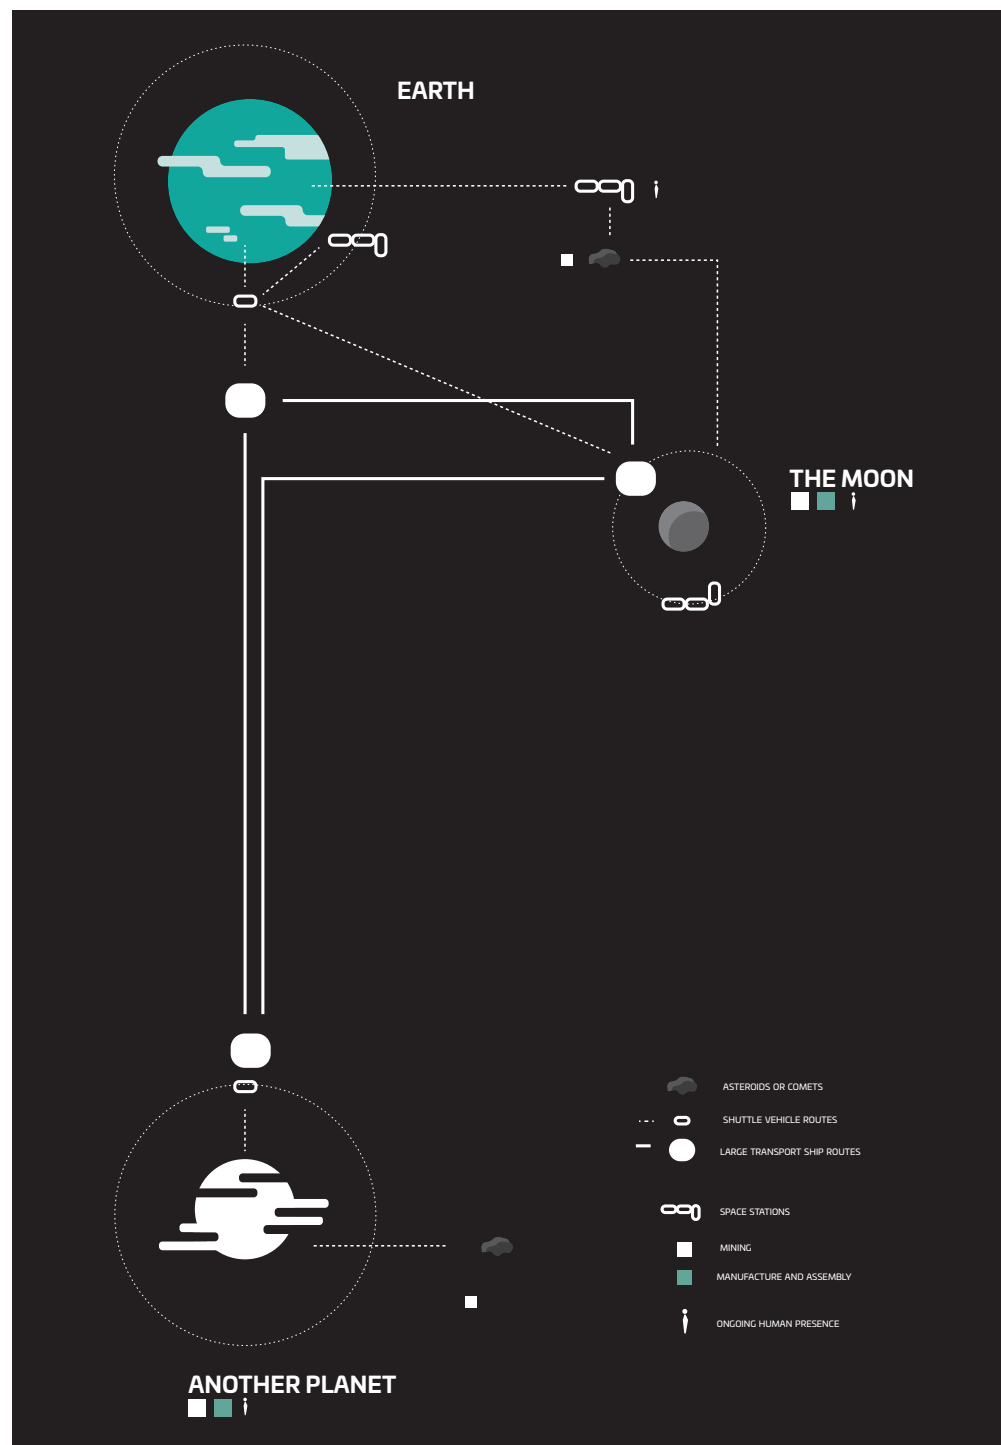 EARTH
THE MOON
ASTEROIDS OR COMETS
SHUTTLE VEHICLE ROUTES
LARGE TRANSPORT SHIP ROUTES
SPACE STATIONS
MINING
MANUFACTURE AND ASSEMBLY
ONGOING HUMAN PRESENCE
ANOTHER PLANET